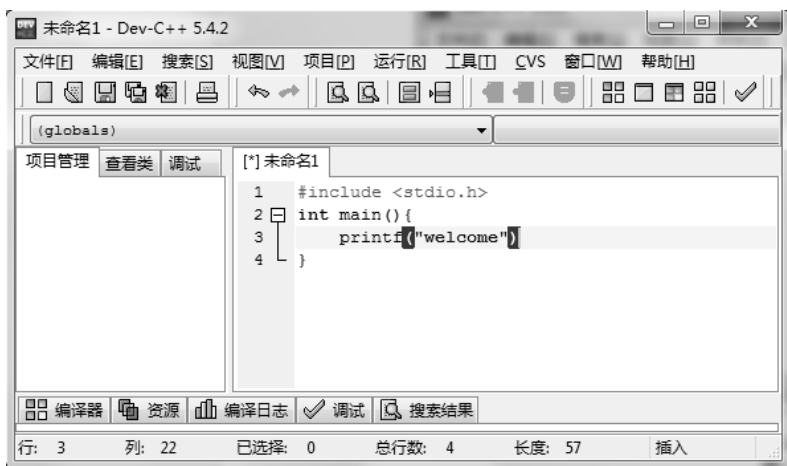 DEV 未命名1 - Dev-C++ 5.4.2
文件[F] 编辑[E] 搜索[S] 视图[V] 项目[P] 运行[R] 工具[T] CVS 窗口[W] 帮助[H]
(globals)
项目管理 查看类 调试 [*] 未命名1
1 #include <stdio.h>
2 int main(){
3 printf("welcome")
4 }
编译器 资源 编译日志 调试 搜索结果
行: 3 列: 22 已选择: 0 总行数: 4 长度: 57 插入